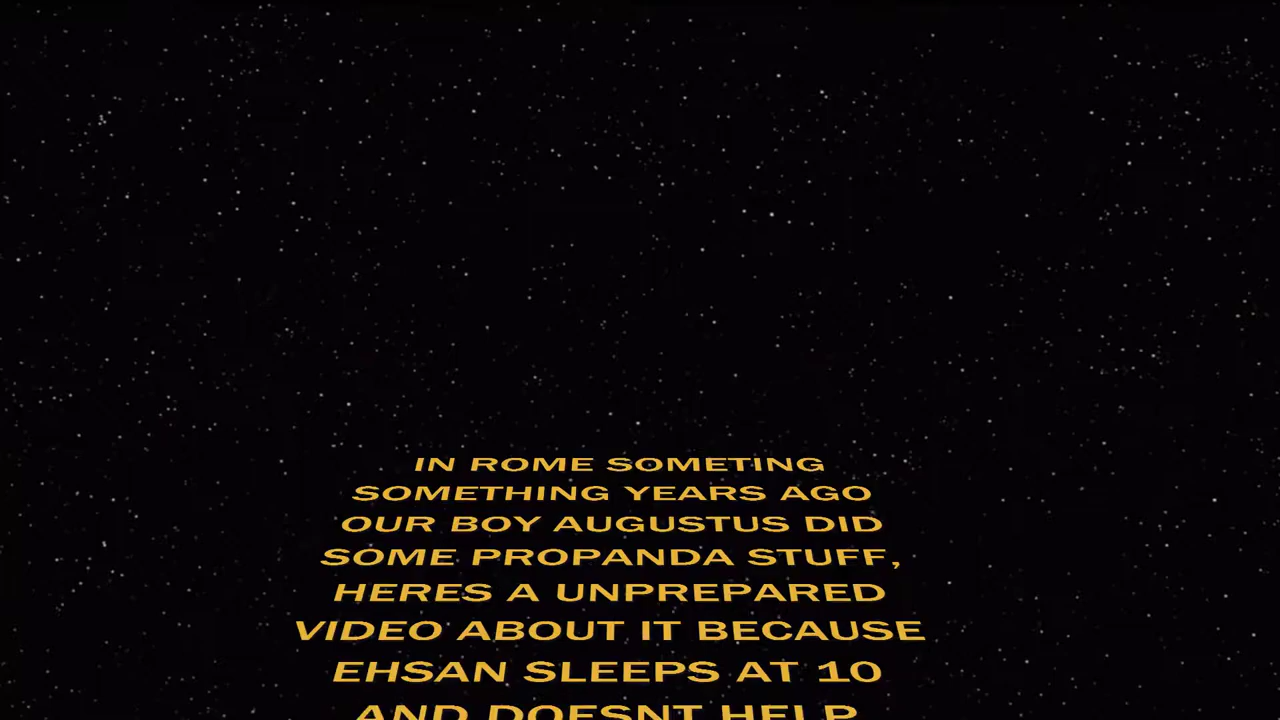 IN ROME SOMETING
SOMETHING YEARS AGO
OUR BOY AUGUSTUS DID
SOME PROPANDA STUFF,
HERES A UNPREPARED
VIDEO ABOUT IT BECAUSE
EHSAN SLEEPS AT 10
AND DOESNT HELP